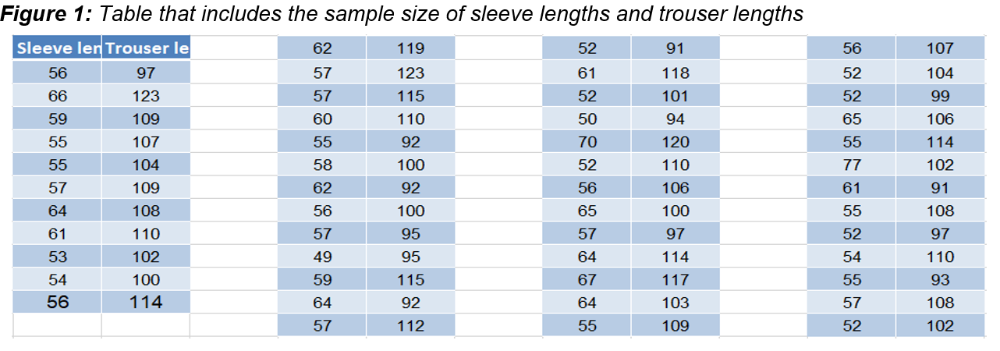 Figure 1: Table that includes the sample size of sleeve lengths and trouser lengths
Sleeve len Trouser le 62 119 52 91 56 107
56 97 57 123 61 118 52 104
66 123 57 115 52 101 52 99
59 109 60 110 50 94 65 106
55 107 55 92 70 120 55 114
55 104 58 100 52 110 77 102
57 109 62 92 56 106 61 91
64 108 56 100 65 100 55 108
61 110 57 95 57 97 52 97
53 102 49 95 64 114 54 110
54 100 59 115 67 117 55 93
56 114 64 92 64 103 57 108
57 112 55 109 52 102